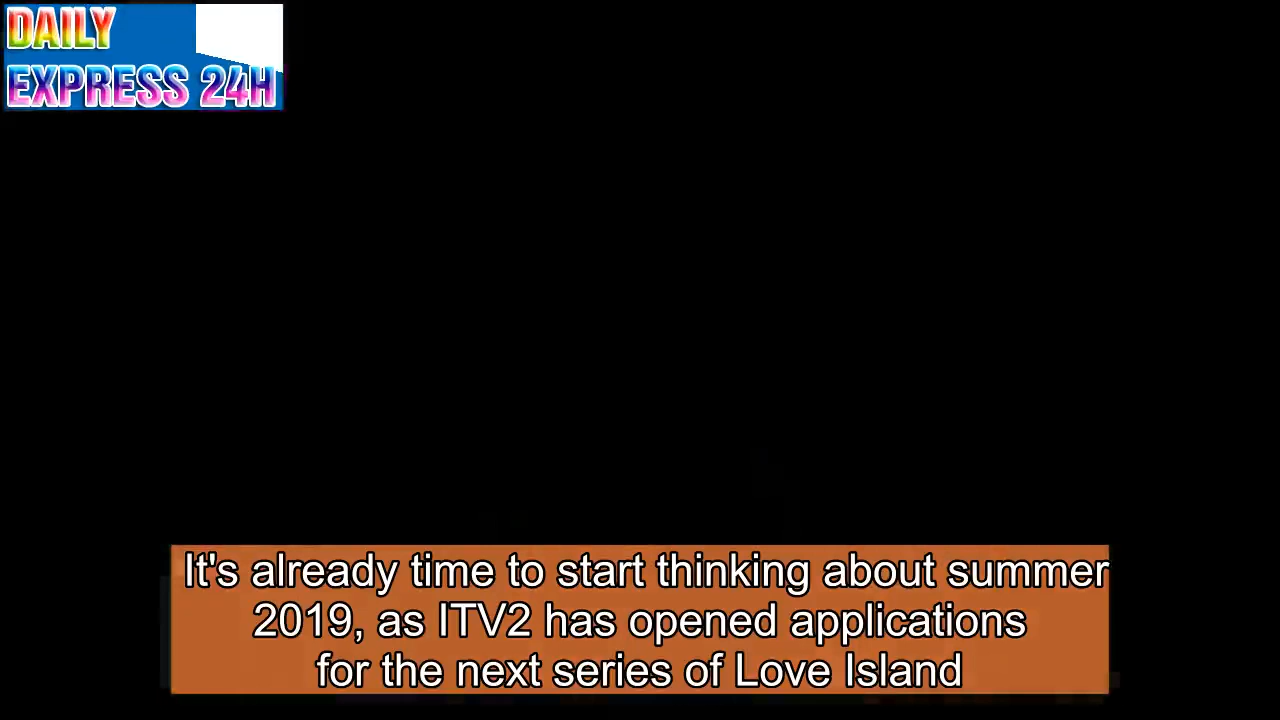 DAILY
EXPRESS 24H
It's already time to start thinking about summer
2019, as ITV2 has opened applications
for the next series of Love Island